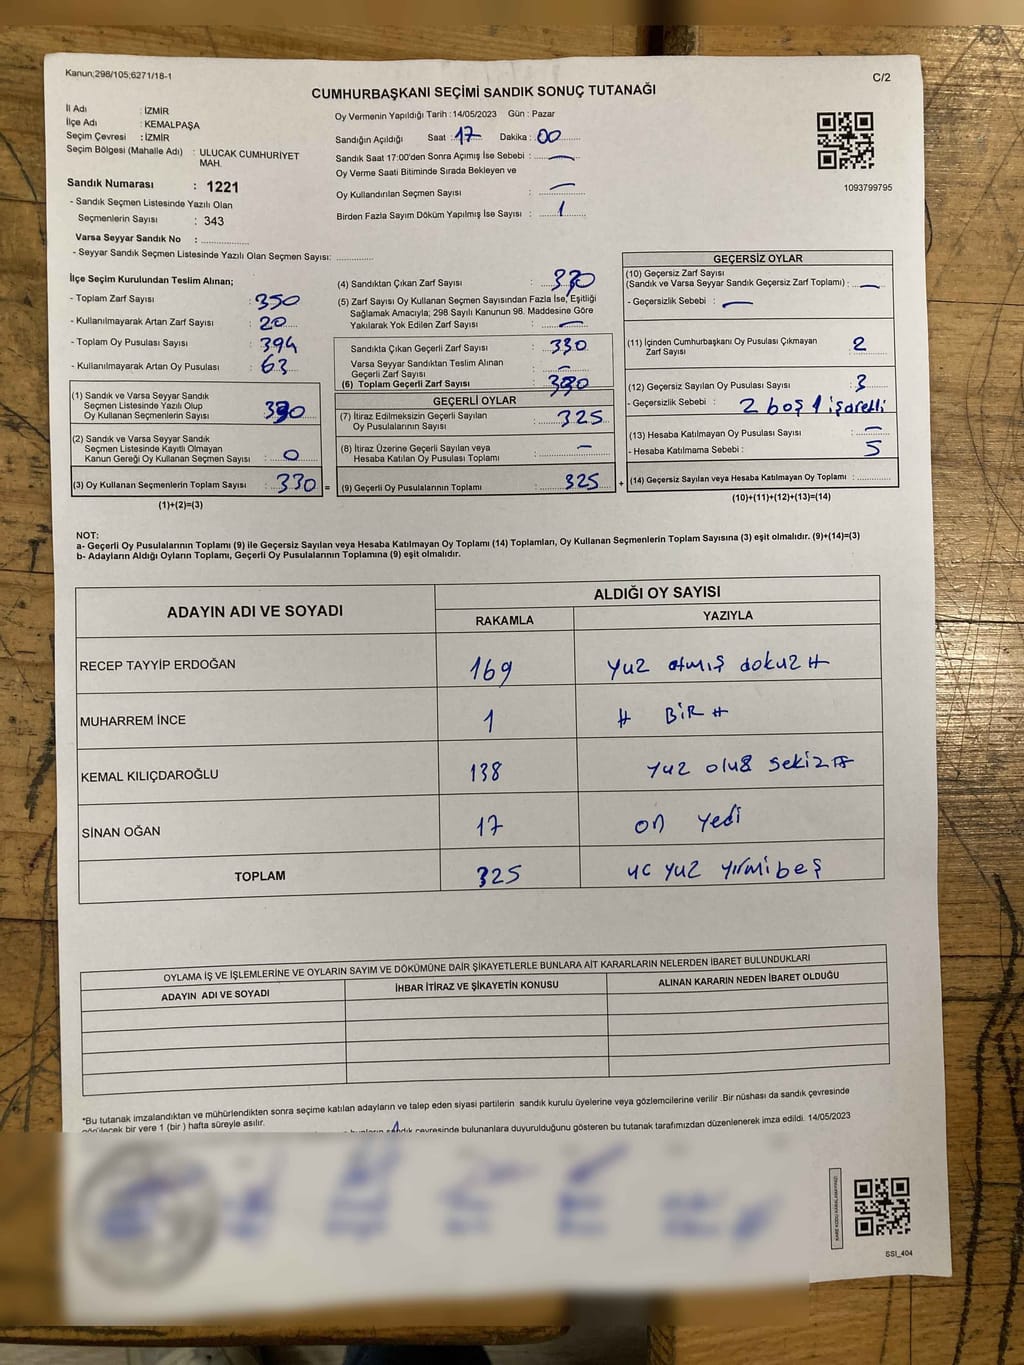 Kanun;298/105;6271/18-1
C/2
CUMHURBAŞKANI SEÇİMİ SANDIK SONUÇ TUTANAĞI
İl Adı : İZMİR
İlçe Adı : KEMALPAŞA
Seçim Çevresi : İZMİR
Seçim Bölgesi (Mahalle Adı) : ULUCAK CUMHURİYET
MAH.
Sandık Numarası : 1221
- Sandık Seçmen Listesinde Yazılı Olan
Seçmenlerin Sayısı : 343
Varsa Seyyar Sandık No : ................
- Seyyar Sandık Seçmen Listesinde Yazılı Olan Seçmen Sayısı: ............
Oy Vermenin Yapıldığı Tarih : 14/05/2023 Gün : Pazar
Sandığın Açıldığı Saat : 17 Dakika : 00
Sandık Saat 17:00'den Sonra Açımış İse Sebebi : —
Oy Verme Saati Bitiminde Sırada Bekleyen ve
Oy Kullandırılan Seçmen Sayısı : —
Birden Fazla Sayım Döküm Yapılmış İse Sayısı : 1
1093799795
İlçe Seçim Kurulundan Teslim Alınan;
- Toplam Zarf Sayısı : 350
- Kullanılmayarak Artan Zarf Sayısı : 20
- Toplam Oy Pusulası Sayısı : 394
- Kullanılmayarak Artan Oy Pusulası : 63
(1) Sandık ve Varsa Seyyar Sandık
Seçmen Listesinde Yazılı Olup
Oy Kullanan Seçmenlerin Sayısı : 330
(2) Sandık ve Varsa Seyyar Sandık
Seçmen Listesinde Kayıtlı Olmayan
Kanun Gereği Oy Kullanan Seçmen Sayısı : 0
(3) Oy Kullanan Seçmenlerin Toplam Sayısı : 330 =
(1)+(2)=(3)
(4) Sandıktan Çıkan Zarf Sayısı : 330
(5) Zarf Sayısı Oy Kullanan Seçmen Sayısından Fazla İse, Eşitliği
Sağlamak Amacıyla; 298 Sayılı Kanunun 98. Maddesine Göre
Yakılarak Yok Edilen Zarf Sayısı : —
Sandıkta Çıkan Geçerli Zarf Sayısı : 330
Varsa Seyyar Sandıktan Teslim Alınan
Geçerli Zarf Sayısı : —
(6) Toplam Geçerli Zarf Sayısı : 330
GEÇERLİ OYLAR
(7) İtiraz Edilmeksizin Geçerli Sayılan
Oy Pusulalarının Sayısı : 325
(8) İtiraz Üzerine Geçerli Sayılan veya
Hesaba Katılan Oy Pusulası Toplamı : —
(9) Geçerli Oy Pusulalarının Toplamı : 325 +
GEÇERSİZ OYLAR
(10) Geçersiz Zarf Sayısı
(Sandık ve Varsa Seyyar Sandık Geçersiz Zarf Toplamı) : —
- Geçersizlik Sebebi : —
(11) İçinden Cumhurbaşkanı Oy Pusulası Çıkmayan
Zarf Sayısı : 2
(12) Geçersiz Sayılan Oy Pusulası Sayısı : 3
- Geçersizlik Sebebi : 2 boş 1 işaretli
(13) Hesaba Katılmayan Oy Pusulası Sayısı : —
- Hesaba Katılmama Sebebi : 5
(14) Geçersiz Sayılan veya Hesaba Katılmayan Oy Toplamı : ............
(10)+(11)+(12)+(13)=(14)
NOT:
a- Geçerli Oy Pusulalarının Toplamı (9) ile Geçersiz Sayılan veya Hesaba Katılmayan Oy Toplamı (14) Toplamları, Oy Kullanan Seçmenlerin Toplam Sayısına (3) eşit olmalıdır. (9)+(14)=(3)
b- Adayların Aldığı Oyların Toplamı, Geçerli Oy Pusulalarının Toplamına (9) eşit olmalıdır.
ADAYIN ADI VE SOYADI ALDIĞI OY SAYISI
RAKAMLA YAZIYLA
RECEP TAYYİP ERDOĞAN 169 yuz atmış dokuz #
MUHARREM İNCE 1 # BİR #
KEMAL KILIÇDAROĞLU 138 yuz otuz sekiz #
SİNAN OĞAN 17 on yedi
TOPLAM 325 uc yuz yırmi beş
OYLAMA İŞ VE İŞLEMLERİNE VE OYLARIN SAYIM VE DÖKÜMÜNE DAİR ŞİKAYETLERLE BUNLARA AİT KARARLARIN NELERDEN İBARET BULUNDUKLARI
ADAYIN ADI VE SOYADI İHBAR İTİRAZ VE ŞİKAYETİN KONUSU ALINAN KARARIN NEDEN İBARET OLDUĞU
*Bu tutanak imzalandıktan ve mühürlendikten sonra seçime katılan adayların ve talep eden siyasi partilerin sandık kurulu üyelerine veya gözlemcilerine verilir .Bir nüshası da sandık çevresinde
görülecek bir yere 1 (bir ) hafta süreyle asılır.
sandık çevresinde bulunanlara duyurulduğunu gösteren bu tutanak tarafımızdan düzenlenerek imza edildi. 14/05/2023
SSI_404